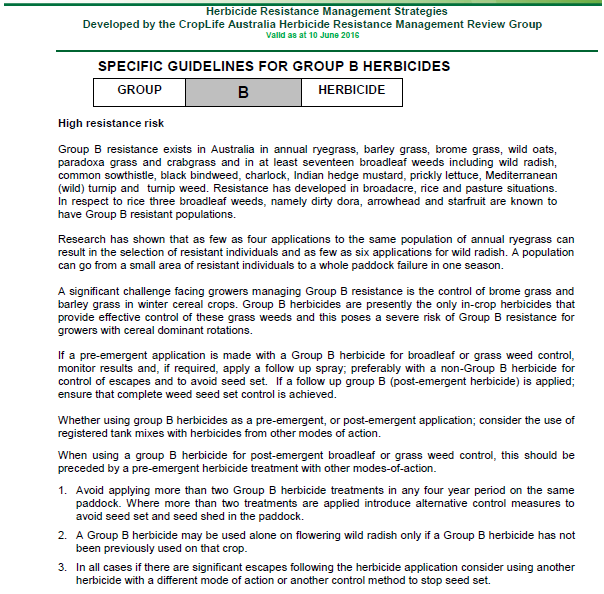 Herbicide Resistance Management Strategies
Developed by the CropLife Australia Herbicide Resistance Management Review Group
Valid as at 10 June 2016
SPECIFIC GUIDELINES FOR GROUP B HERBICIDES
GROUP B HERBICIDE
High resistance risk
Group B resistance exists in Australia in annual ryegrass, barley grass, brome grass, wild oats,
paradoxa grass and crabgrass and in at least seventeen broadleaf weeds including wild radish,
common sowthistle, black bindweed, charlock, Indian hedge mustard, prickly lettuce, Mediterranean
(wild) turnip and turnip weed. Resistance has developed in broadacre, rice and pasture situations.
In respect to rice three broadleaf weeds, namely dirty dora, arrowhead and starfruit are known to
have Group B resistant populations.
Research has shown that as few as four applications to the same population of annual ryegrass can
result in the selection of resistant individuals and as few as six applications for wild radish. A population
can go from a small area of resistant individuals to a whole paddock failure in one season.
A significant challenge facing growers managing Group B resistance is the control of brome grass and
barley grass in winter cereal crops. Group B herbicides are presently the only in-crop herbicides that
provide effective control of these grass weeds and this poses a severe risk of Group B resistance for
growers with cereal dominant rotations.
If a pre-emergent application is made with a Group B herbicide for broadleaf or grass weed control,
monitor results and, if required, apply a follow up spray; preferably with a non-Group B herbicide for
control of escapes and to avoid seed set. If a follow up group B (post-emergent herbicide) is applied;
ensure that complete weed seed set control is achieved.
Whether using group B herbicides as a pre-emergent, or post-emergent application; consider the use of
registered tank mixes with herbicides from other modes of action.
When using a group B herbicide for post-emergent broadleaf or grass weed control, this should be
preceded by a pre-emergent herbicide treatment with other modes-of-action.
1. Avoid applying more than two Group B herbicide treatments in any four year period on the same
paddock. Where more than two treatments are applied introduce alternative control measures to
avoid seed set and seed shed in the paddock.
2. A Group B herbicide may be used alone on flowering wild radish only if a Group B herbicide has not
been previously used on that crop.
3. In all cases if there are significant escapes following the herbicide application consider using another
herbicide with a different mode of action or another control method to stop seed set.